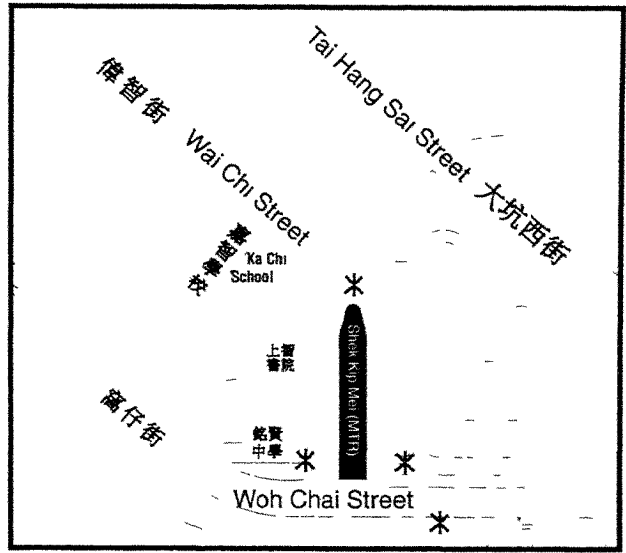 Tai Hang Sai Street 大坑西街
偉智街 Wai Chi Street
嘉智學校
Ka Chi
School
Shek Kip Mei (MTR)
上智
書院
窩仔街
銘賢
中學
Woh Chai Street